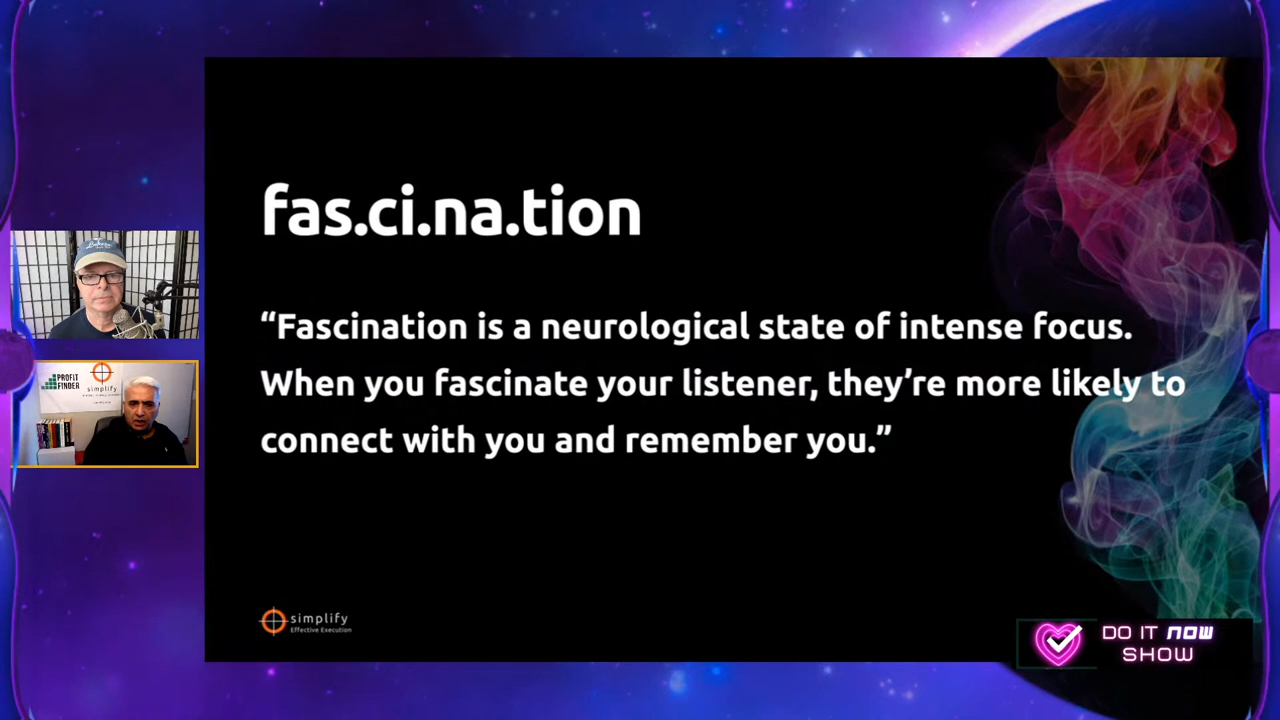 fas.ci.na.tion
“Fascination is a neurological state of intense focus.
When you fascinate your listener, they’re more likely to
connect with you and remember you.”
PROFIT
FINDER
simplify
simplify
Effective Execution
DO IT NOW
SHOW